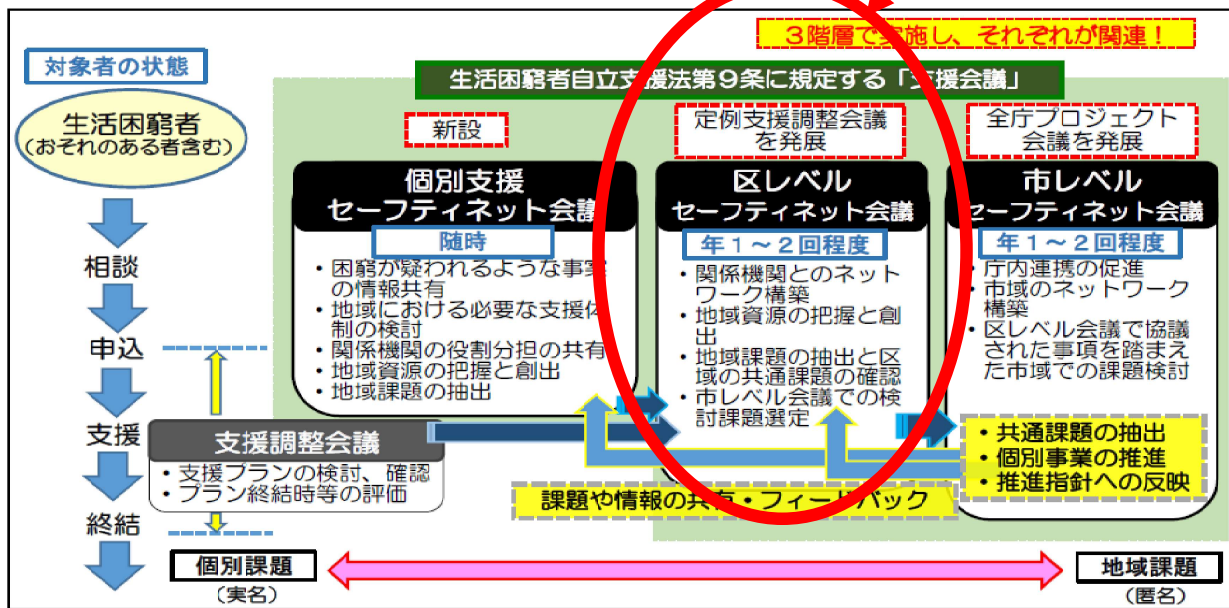 3階層で実施し、それぞれが関連！
対象者の状態
生活困窮者自立支援法第9条に規定する「支援会議」
生活困窮者
(おそれのある者含む)
相談
申込
支援
終結
新設
個別支援
セーフティネット会議
随時
・困窮が疑われるような事実
の情報共有
・地域における必要な支援体
制の検討
・関係機関の役割分担の共有
・地域資源の把握と創出
・地域課題の抽出
定例支援調整会議
を発展
区レベル
セーフティネット会議
年1～2回程度
・関係機関とのネット
ワーク構築
・地域資源の把握と創
出
・地域課題の抽出と区
域の共通課題の確認
・市レベル会議での検
討課題選定
全庁プロジェクト
会議を発展
市レベル
セーフティネット会議
年1～2回程度
・庁内連携の促進
・市域のネットワーク
構築
・区レベル会議で協議
された事項を踏まえ
た市域での課題検討
・共通課題の抽出
・個別事業の推進
・推進指針への反映
支援調整会議
・支援プランの検討、確認
・プラン終結時等の評価
課題や情報の共有・フィードバック
個別課題
(実名)
地域課題
(匿名)